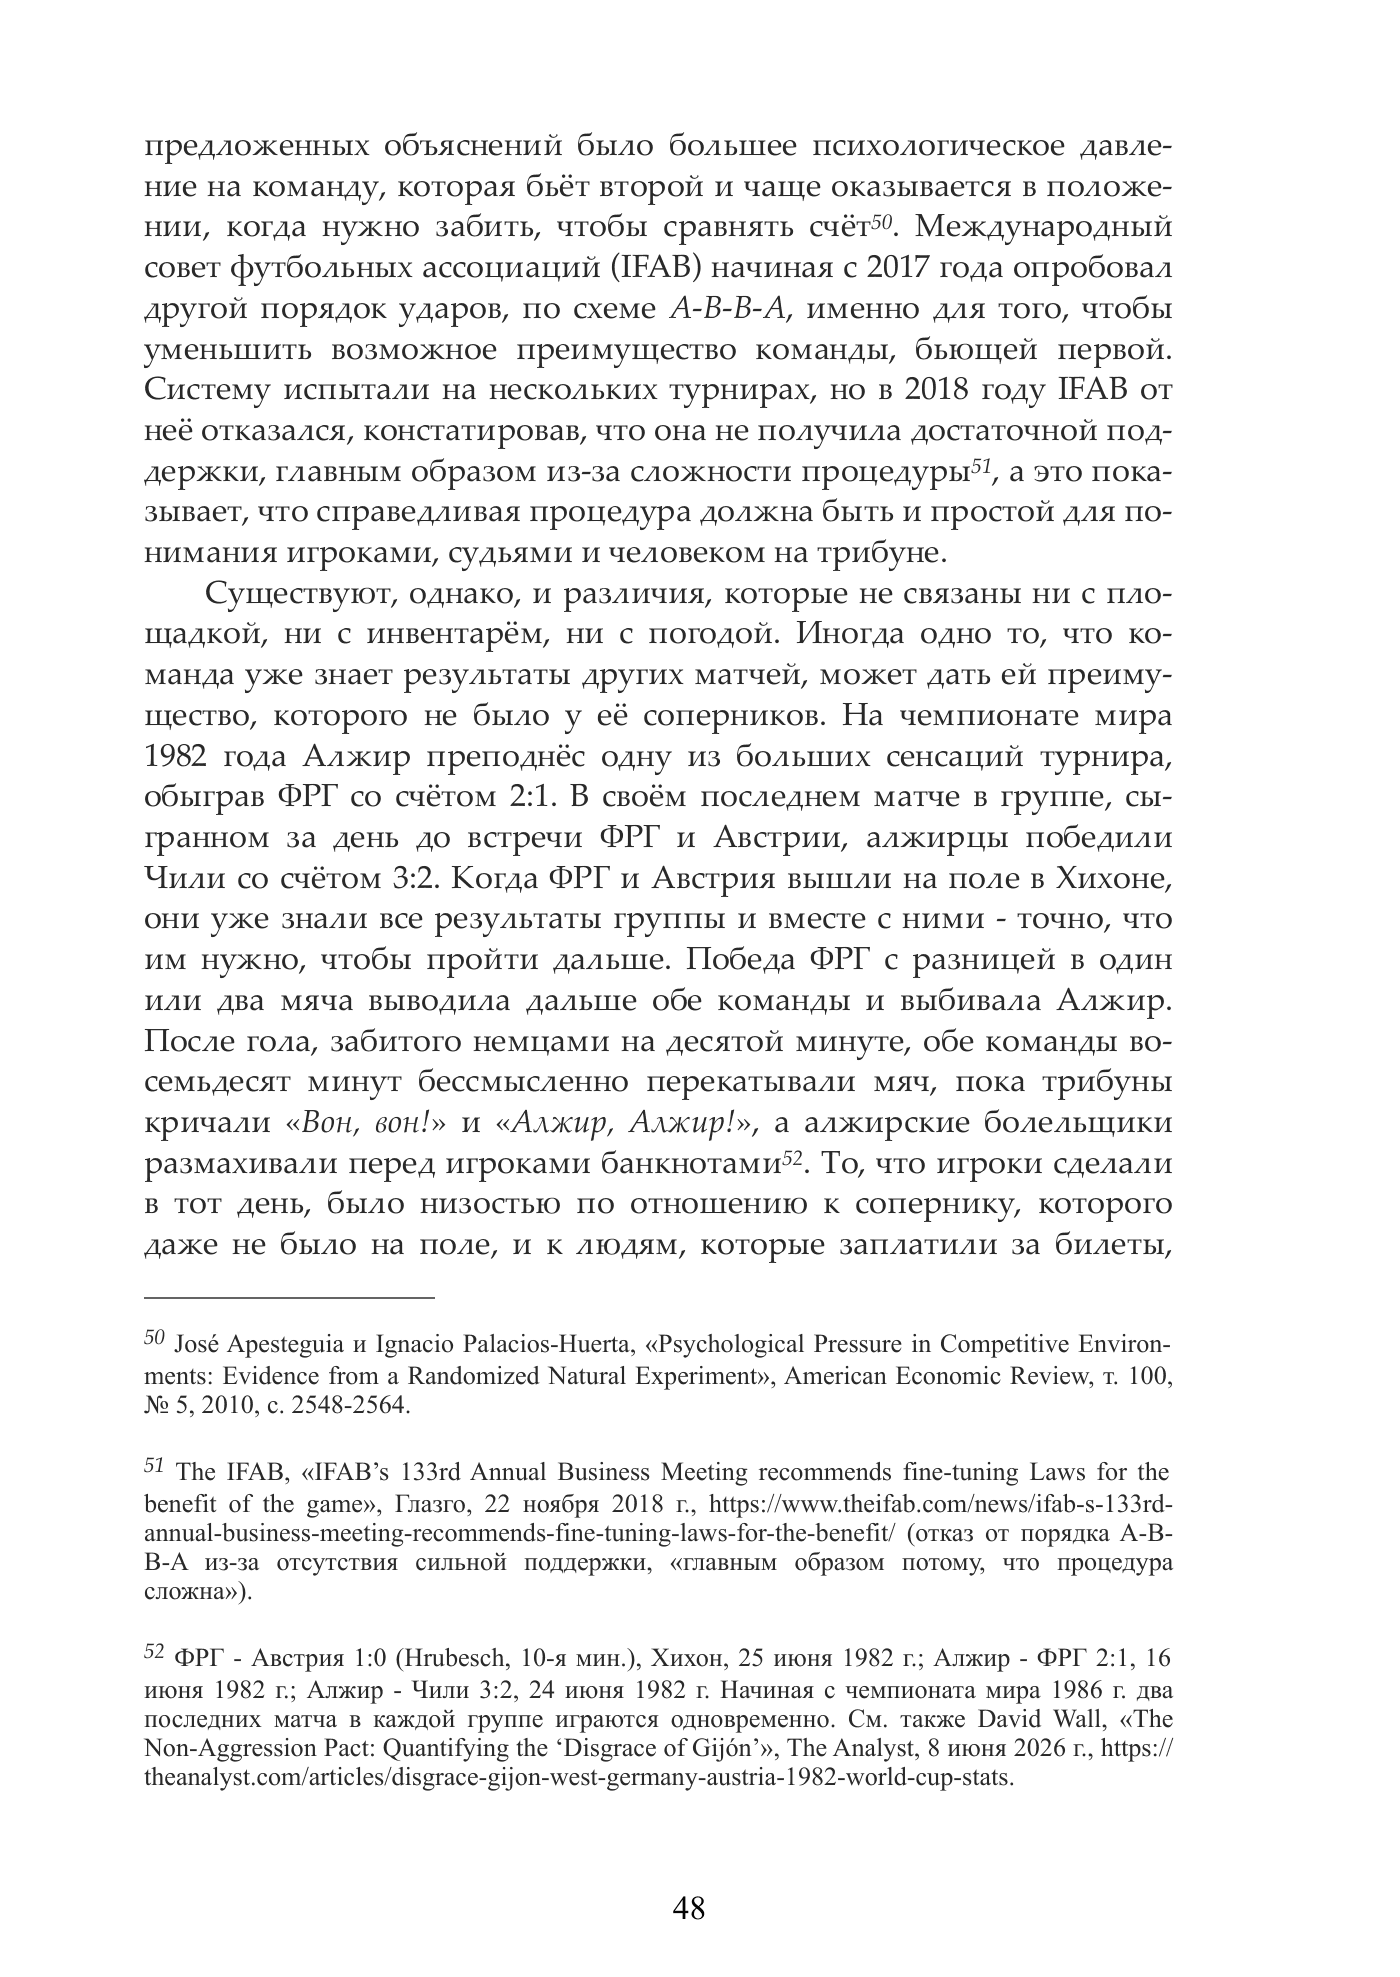 предложенных объяснений было большее психологическое давле-
ние на команду, которая бьёт второй и чаще оказывается в положе-
нии, когда нужно забить, чтобы сравнять счёт50. Международный
совет футбольных ассоциаций (IFAB) начиная с 2017 года опробовал
другой порядок ударов, по схеме A-B-B-A, именно для того, чтобы
уменьшить возможное преимущество команды, бьющей первой.
Систему испытали на нескольких турнирах, но в 2018 году IFAB от
неё отказался, констатировав, что она не получила достаточной под-
держки, главным образом из-за сложности процедуры51, а это пока-
зывает, что справедливая процедура должна быть и простой для по-
нимания игроками, судьями и человеком на трибуне.
Существуют, однако, и различия, которые не связаны ни с пло-
щадкой, ни с инвентарём, ни с погодой. Иногда одно то, что ко-
манда уже знает результаты других матчей, может дать ей преиму-
щество, которого не было у её соперников. На чемпионате мира
1982 года Алжир преподнёс одну из больших сенсаций турнира,
обыграв ФРГ со счётом 2:1. В своём последнем матче в группе, сы-
гранном за день до встречи ФРГ и Австрии, алжирцы победили
Чили со счётом 3:2. Когда ФРГ и Австрия вышли на поле в Хихоне,
они уже знали все результаты группы и вместе с ними - точно, что
им нужно, чтобы пройти дальше. Победа ФРГ с разницей в один
или два мяча выводила дальше обе команды и выбивала Алжир.
После гола, забитого немцами на десятой минуте, обе команды во-
семьдесят минут бессмысленно перекатывали мяч, пока трибуны
кричали «Вон, вон!» и «Алжир, Алжир!», а алжирские болельщики
размахивали перед игроками банкнотами52. То, что игроки сделали
в тот день, было низостью по отношению к сопернику, которого
даже не было на поле, и к людям, которые заплатили за билеты,
50 José Apesteguia и Ignacio Palacios-Huerta, «Psychological Pressure in Competitive Environ-
ments: Evidence from a Randomized Natural Experiment», American Economic Review, т. 100,
№ 5, 2010, с. 2548-2564.
51 The IFAB, «IFAB’s 133rd Annual Business Meeting recommends fine-tuning Laws for the
benefit of the game», Глазго, 22 ноября 2018 г., https://www.theifab.com/news/ifab-s-133rd-
annual-business-meeting-recommends-fine-tuning-laws-for-the-benefit/ (отказ от порядка A-B-
B-A из-за отсутствия сильной поддержки, «главным образом потому, что процедура
сложна»).
52 ФРГ - Австрия 1:0 (Hrubesch, 10-я мин.), Хихон, 25 июня 1982 г.; Алжир - ФРГ 2:1, 16
июня 1982 г.; Алжир - Чили 3:2, 24 июня 1982 г. Начиная с чемпионата мира 1986 г. два
последних матча в каждой группе играются одновременно. См. также David Wall, «The
Non-Aggression Pact: Quantifying the ‘Disgrace of Gijón’», The Analyst, 8 июня 2026 г., https://
theanalyst.com/articles/disgrace-gijon-west-germany-austria-1982-world-cup-stats.
48